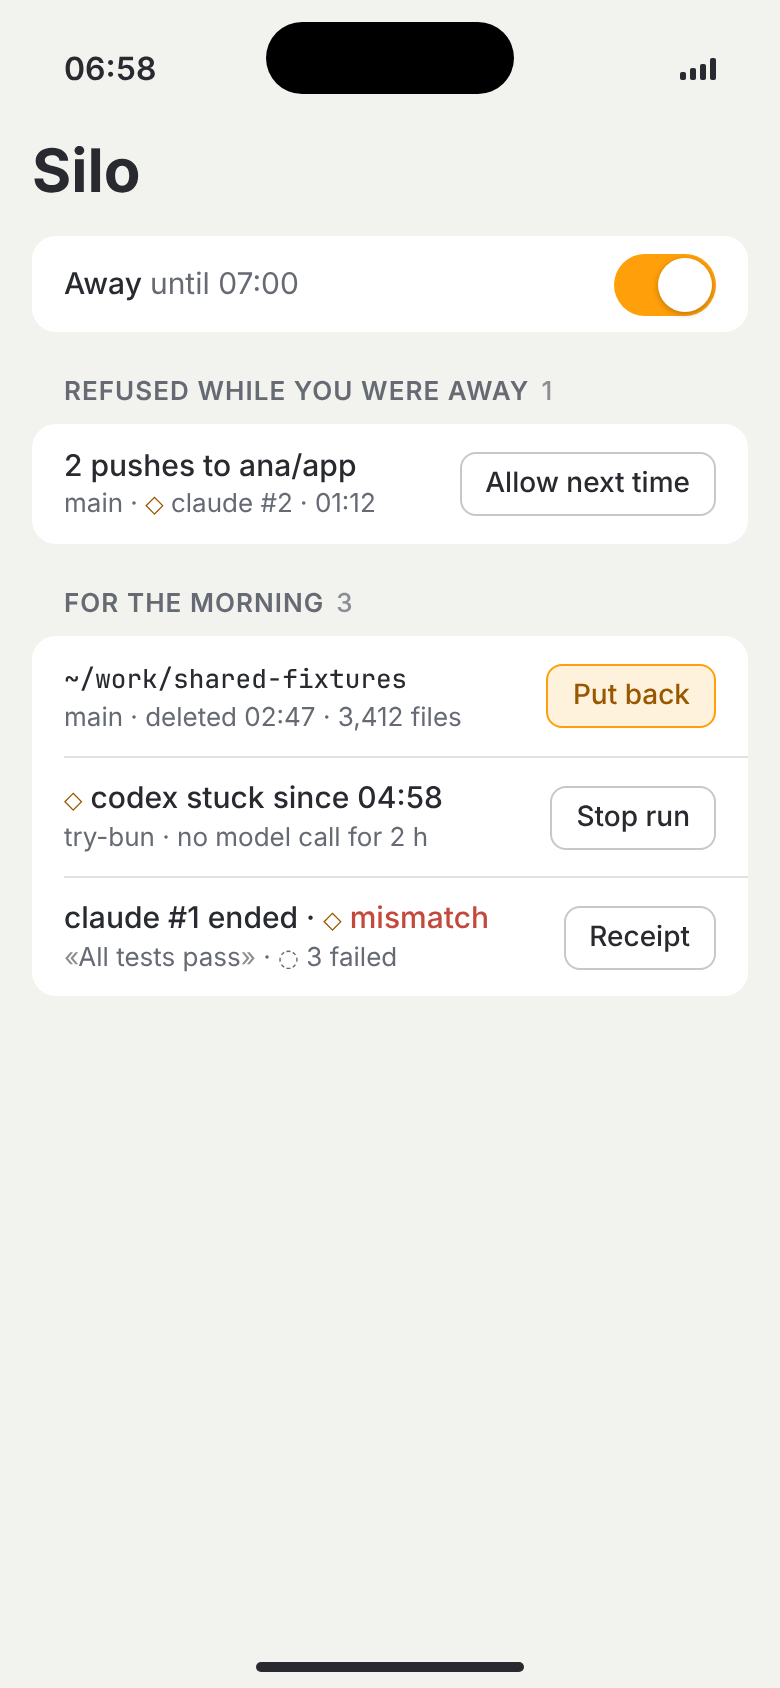 06:58
Silo
Away until 07:00
REFUSED WHILE YOU WERE AWAY 1
2 pushes to ana/app
main · ◇ claude #2 · 01:12
Allow next time
FOR THE MORNING 3
~/work/shared-fixtures
main · deleted 02:47 · 3,412 files
Put back
◇ codex stuck since 04:58
try-bun · no model call for 2 h
Stop run
claude #1 ended · ◇ mismatch
«All tests pass» · ◌ 3 failed
Receipt